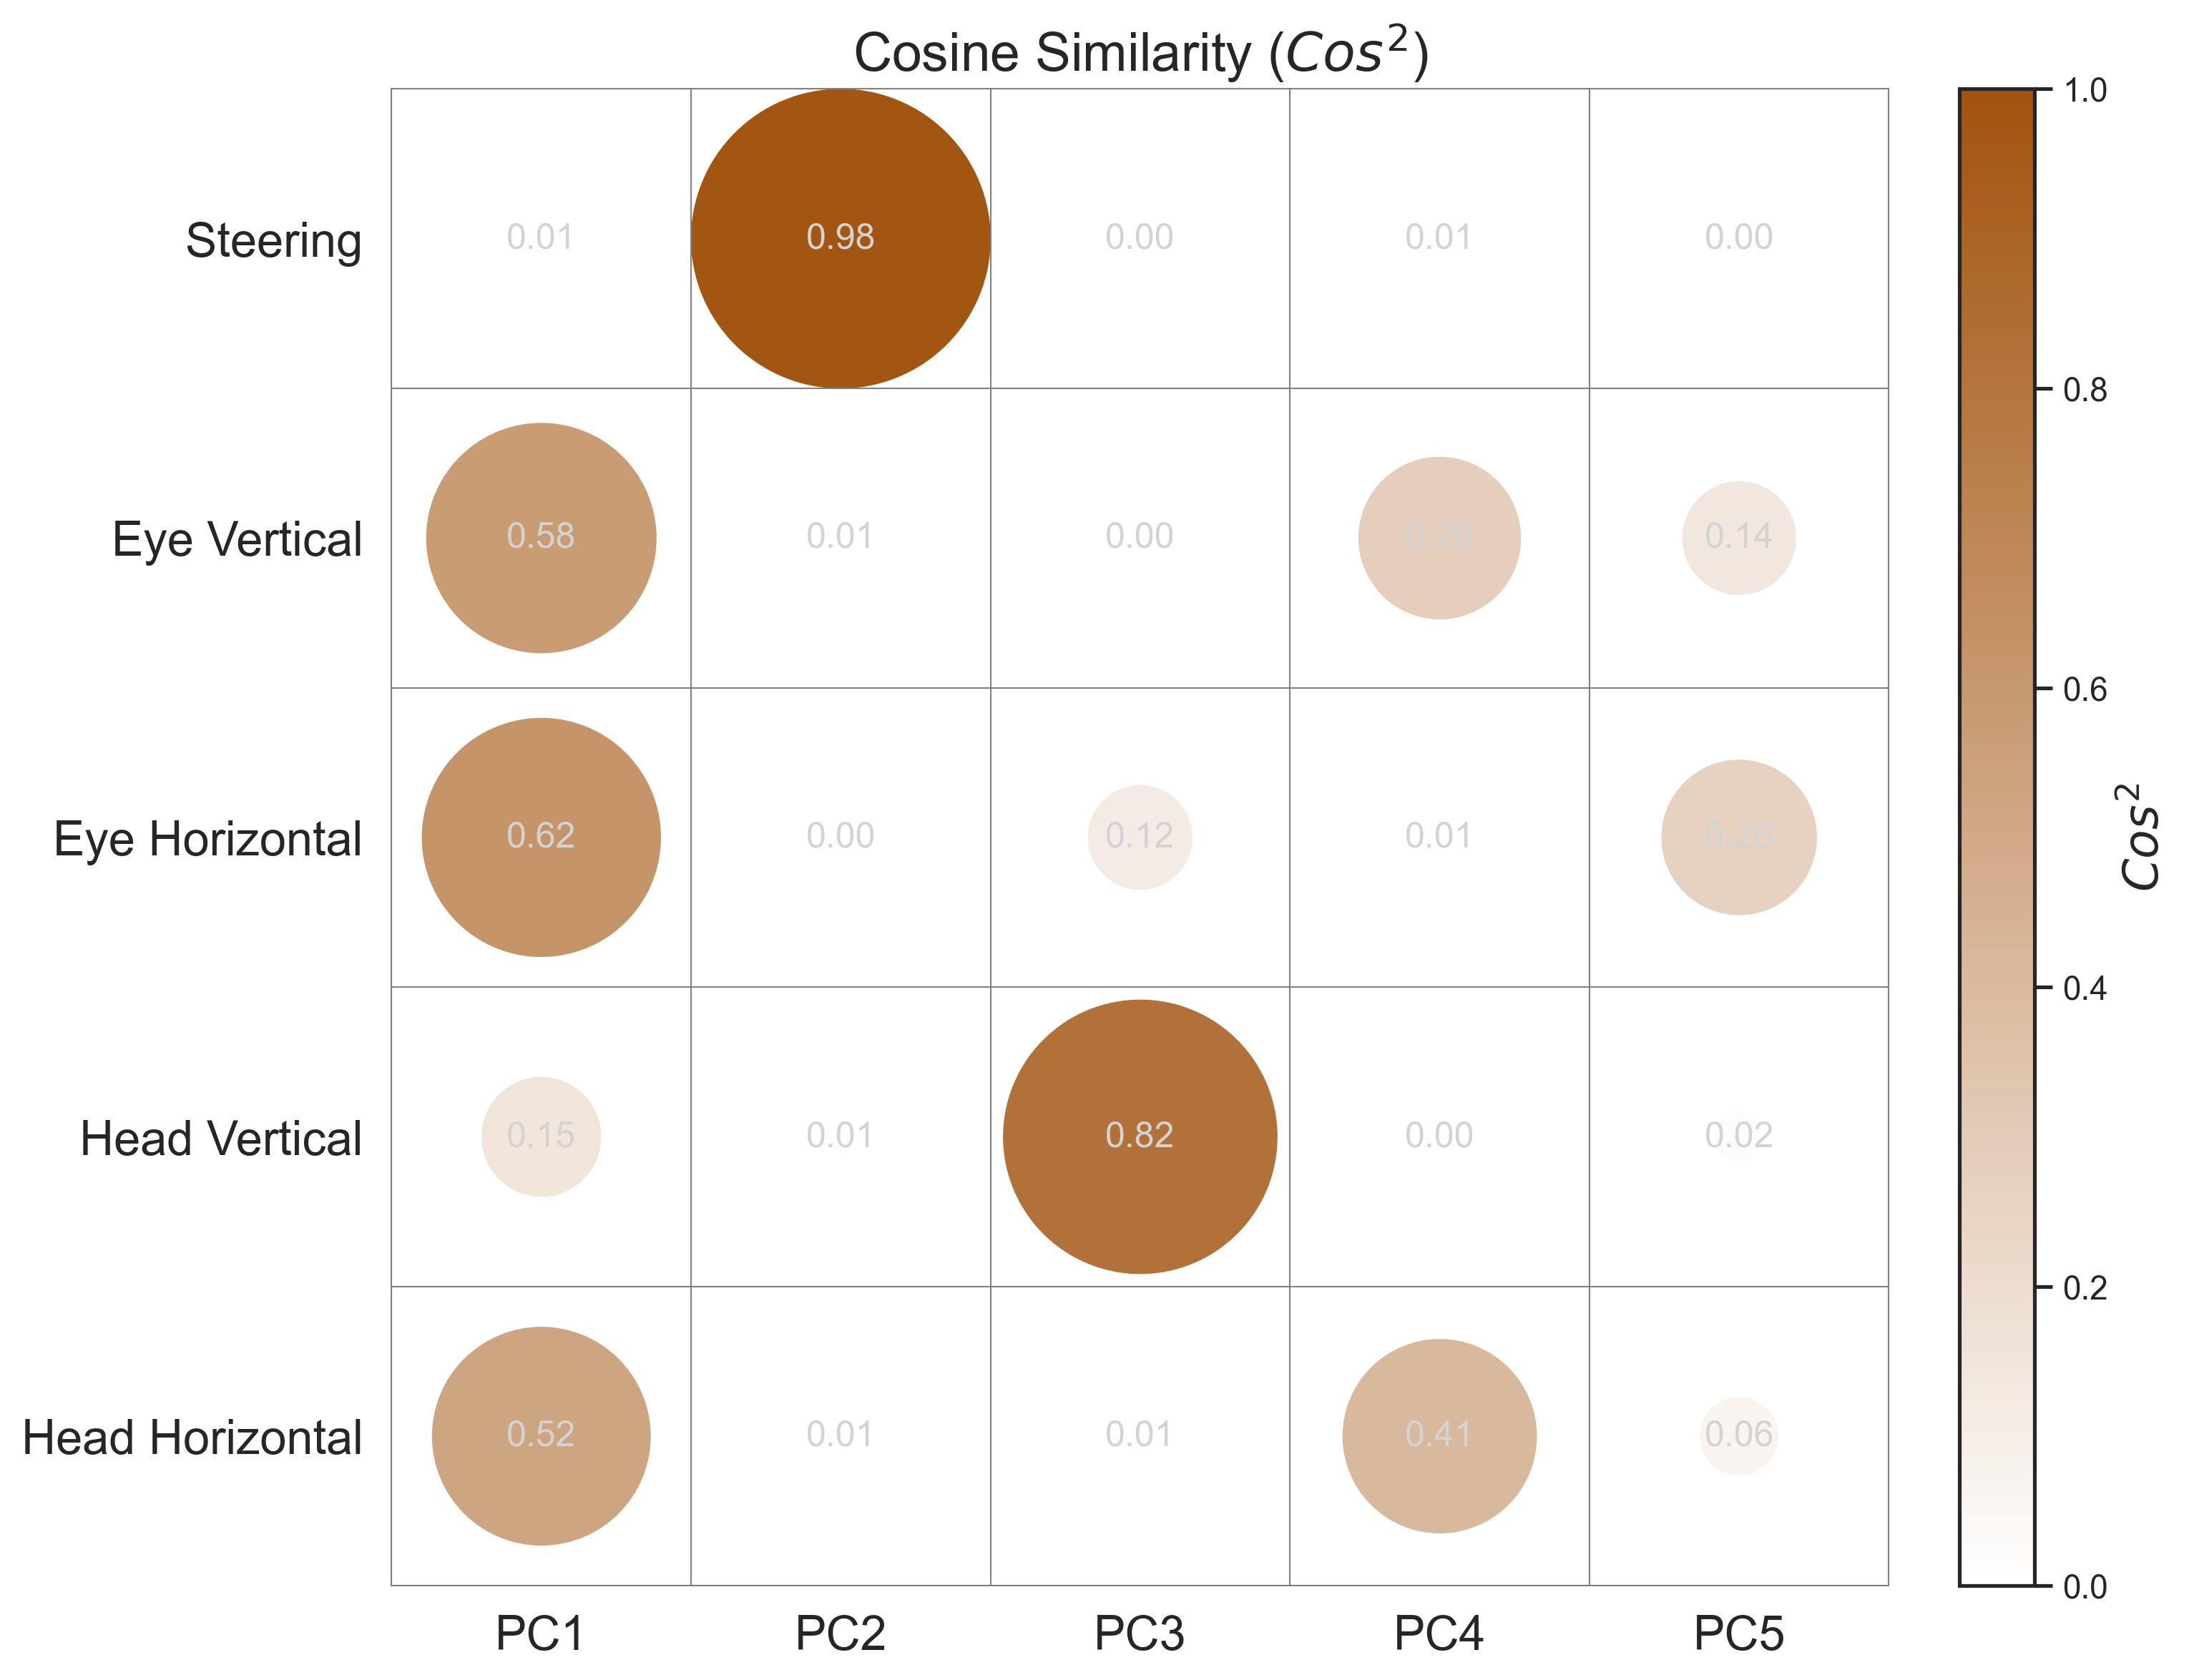 Cosine Similarity (Cos²)
1.0
Steering 0.01 0.98 0.00 0.01 0.00
0.8
Eye Vertical 0.58 0.01 0.00 0.28 0.14
0.6
Eye Horizontal 0.62 0.00 0.12 0.01 0.26
Cos²
0.4
Head Vertical 0.15 0.01 0.82 0.00 0.02
0.2
Head Horizontal 0.52 0.01 0.01 0.41 0.06
0.0
PC1 PC2 PC3 PC4 PC5